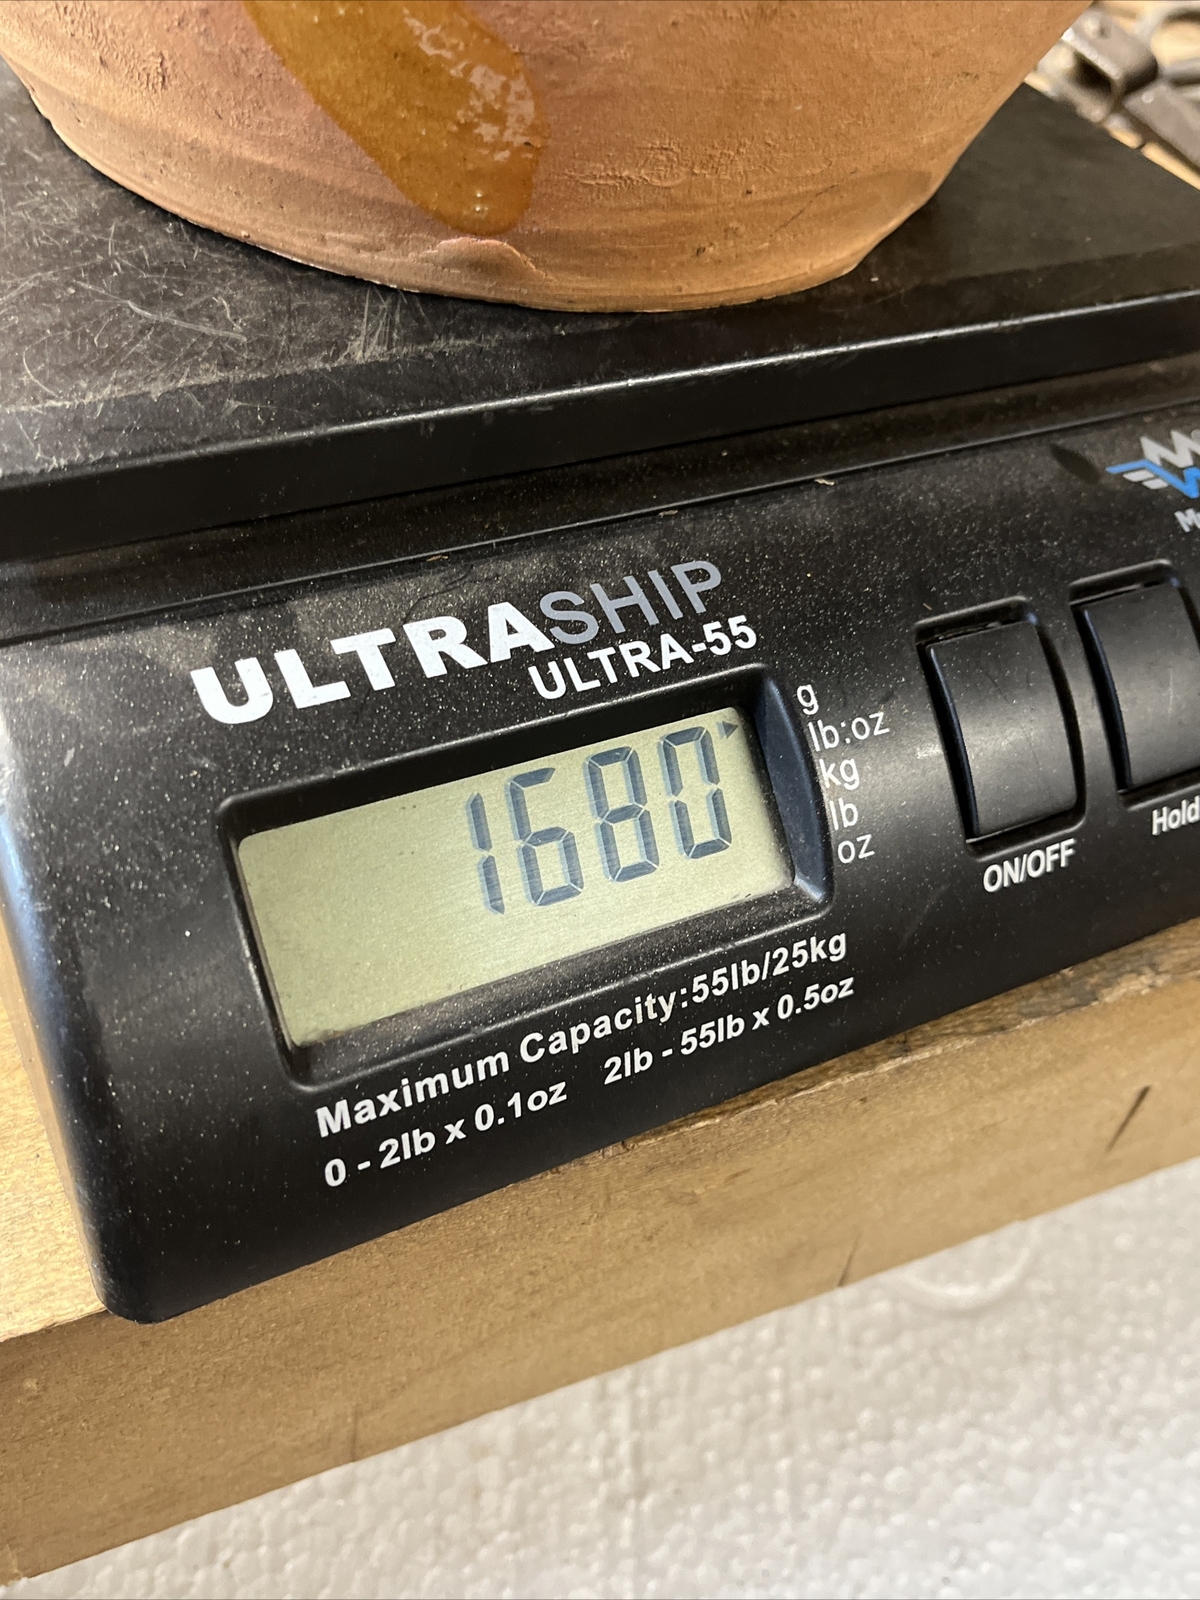 ULTRASHIP
ULTRA-55
1680
g
lb:oz
kg
lb
oz
ON/OFF
Hold
Maximum Capacity:55lb/25kg
0 - 2lb x 0.1oz 2lb - 55lb x 0.5oz